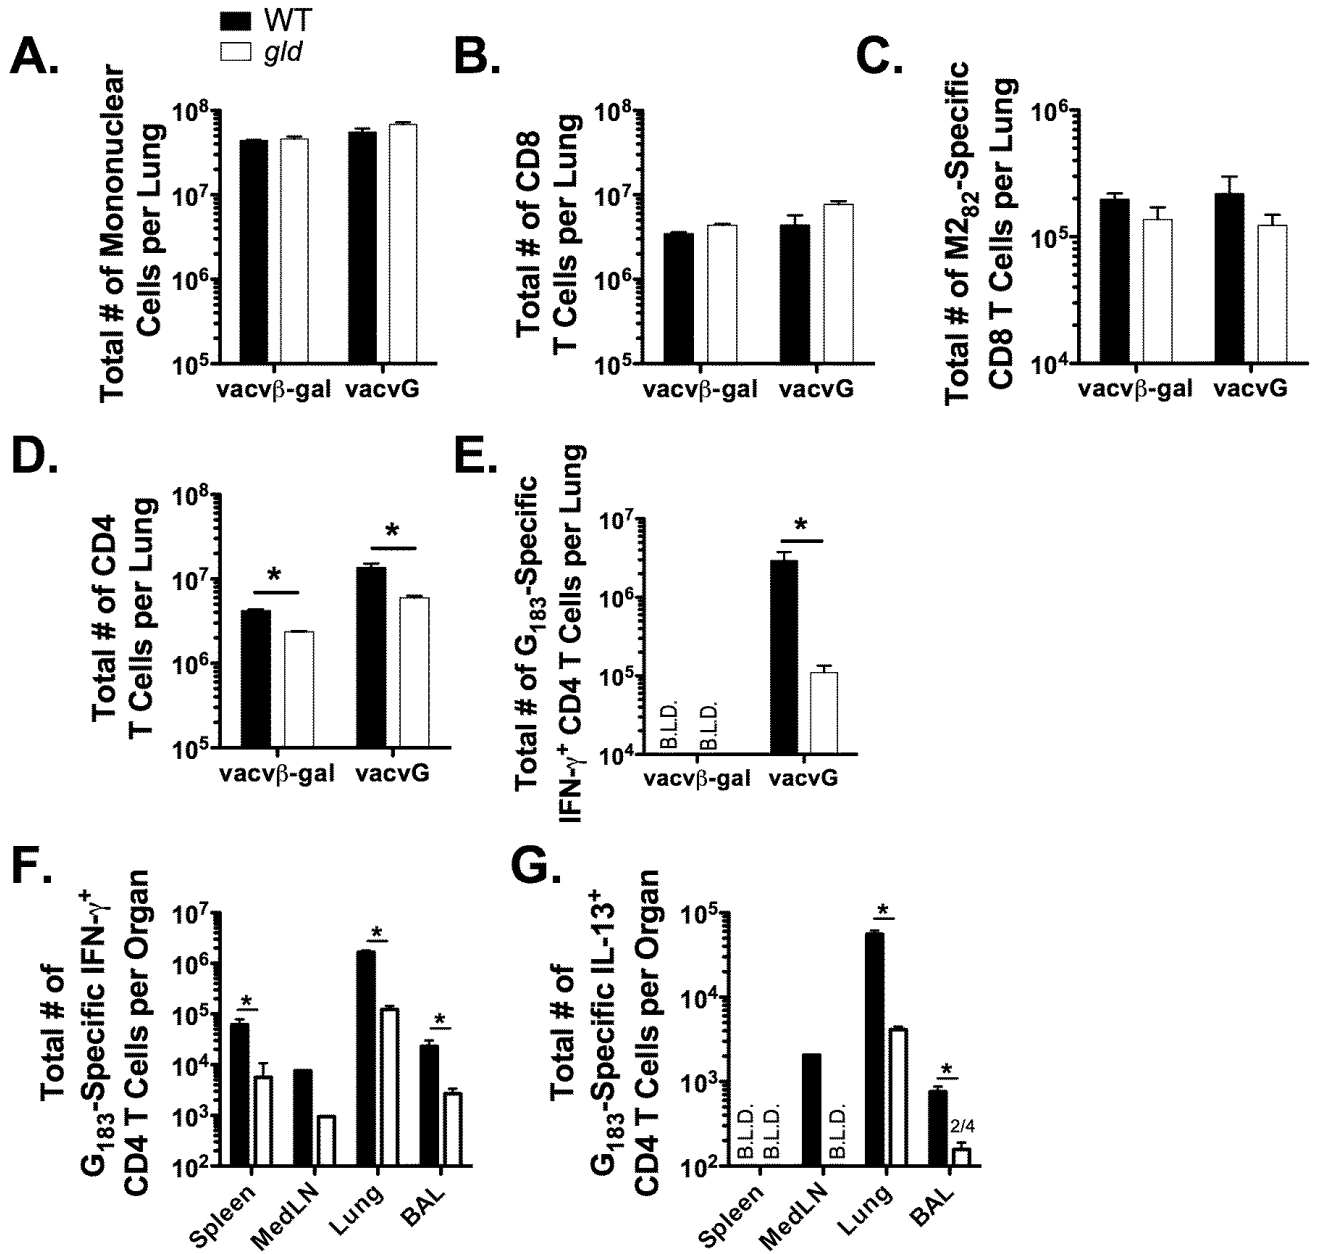 WT
gld
A.
Total # of Mononuclear
Cells per Lung
10⁸
10⁷
10⁶
10⁵
vacvβ-gal
vacvG
B.
Total # of CD8
T Cells per Lung
10⁸
10⁷
10⁶
10⁵
vacvβ-gal
vacvG
C.
Total # of M2₈₂-Specific
CD8 T Cells per Lung
10⁶
10⁵
10⁴
vacvβ-gal
vacvG
D.
Total # of CD4
T Cells per Lung
10⁸
10⁷
10⁶
10⁵
*
*
vacvβ-gal
vacvG
E.
Total # of G₁₈₃-Specific
IFN-γ⁺ CD4 T Cells per Lung
10⁷
10⁶
10⁵
10⁴
B.L.D.
B.L.D.
*
vacvβ-gal
vacvG
F.
Total # of
G₁₈₃-Specific IFN-γ⁺
CD4 T Cells per Organ
10⁷
10⁶
10⁵
10⁴
10³
10²
*
*
*
Spleen
MedLN
Lung
BAL
G.
Total # of
G₁₈₃-Specific IL-13⁺
CD4 T Cells per Organ
10⁵
10⁴
10³
10²
B.L.D.
B.L.D.
B.L.D.
*
*
2/4
Spleen
MedLN
Lung
BAL